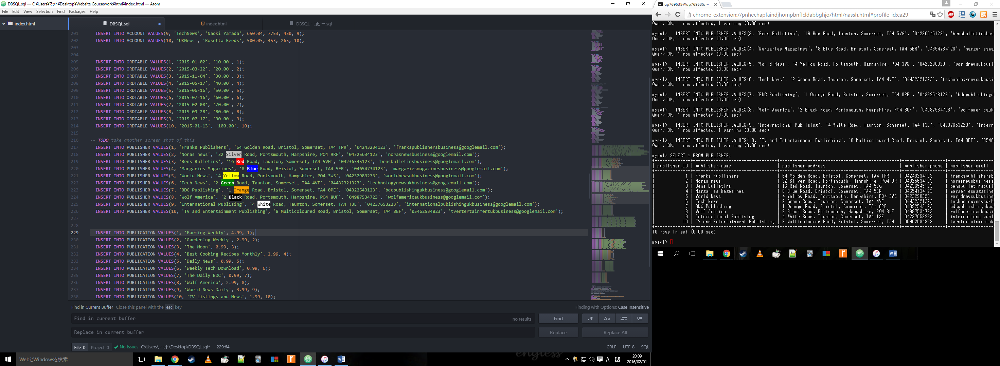 DBSQL.sql — C:¥Users¥マット¥Desktop¥Website Coursework¥html¥index.html — Atom
File Edit View Selection Find Packages Help
index.html
DBSQL.sql
index.html
DBSQL - コピー.sql
201 INSERT INTO ACCOUNT VALUES(9, 'TechNews', 'Naoki Yamada', 650.04, 7753, 430, 9);
202 INSERT INTO ACCOUNT VALUES(10, 'UKNews', 'Rosetta Reeds', 500.05, 453, 265, 10);
203
204
205 INSERT INTO ORDTABLE VALUES(1, '2015-01-02', '10.00', 1);
206 INSERT INTO ORDTABLE VALUES(2, '2015-03-22', '20.00', 2);
207 INSERT INTO ORDTABLE VALUES(3, '2015-11-04', '30.00', 3);
208 INSERT INTO ORDTABLE VALUES(4, '2015-05-17', '40.00', 4);
209 INSERT INTO ORDTABLE VALUES(5, '2015-06-16', '50.00', 5);
210 INSERT INTO ORDTABLE VALUES(6, '2015-07-16', '60.00', 6);
211 INSERT INTO ORDTABLE VALUES(7, '2015-02-08', '70.00', 7);
212 INSERT INTO ORDTABLE VALUES(8, '2015-09-28', '80.00', 8);
213 INSERT INTO ORDTABLE VALUES(9, '2015-07-17', '90.00', 9);
214 INSERT INTO ORDTABLE VALUES(10, '2015-01-13', '100.00', 10);
215
216 -- TODO take another screen shot of this
217 INSERT INTO PUBLISHER VALUES(1, 'Franks Publishers', '64 Golden Road, Bristol, Somerset, TA4 TPR', '04243234123', 'frankspublishersbusiness@googlemail.com');
218 INSERT INTO PUBLISHER VALUES(2, 'Noras news', '32 Silver Road, Portsmouth, Hampshire, PO4 9RF', '04325634123', 'norasnewsbusiness@googlemail.com');
219 INSERT INTO PUBLISHER VALUES(3, 'Bens Bulletins', '16 Red Road, Taunton, Somerset, TA4 5VG', '04236545123', 'bensbulletinsbusiness@googlemail.com');
220 INSERT INTO PUBLISHER VALUES(4, 'Margaries Magazines', '8 Blue Road, Bristol, Somerset, TA4 5ER', '04654734123', 'margariesmagazinesbusiness@googlemail.com');
221 INSERT INTO PUBLISHER VALUES(5, 'World News', '4 Yellow Road, Portsmouth, Hampshire, PO4 3WS', '04232983273', 'worldnewsukbusiness@googlemail.com');
222 INSERT INTO PUBLISHER VALUES(6, 'Tech News', '2 Green Road, Taunton, Somerset, TA4 4VF', '04432321323', 'technologynewsukbusiness@googlemail.com');
223 INSERT INTO PUBLISHER VALUES(7, 'BDC Publishing', '1 Orange Road, Bristol, Somerset, TA4 0PE', '04322543123', 'bdcpublishingukbusiness@googlemail.com');
224 INSERT INTO PUBLISHER VALUES(8, 'Wolf America', '2 Black Road, Portsmouth, Hampshire, PO4 8UF', '04987534723', 'wolfamericaukbusiness@googlemail.com');
225 INSERT INTO PUBLISHER VALUES(9, 'International Publising', '4 White Road, Taunton, Somerset, TA4 T3E', '04237653223', 'internationalpublishingukbusiness@googlemail.com');
226 INSERT INTO PUBLISHER VALUES(10, 'TV and Entertainment Publishing', '8 Multicoloured Road, Bristol, Somerset, TA4 8EF', '05462534823', 'tventertainmentukbusiness@googlemail.com');
227
228
229 INSERT INTO PUBLICATION VALUES(1, 'Farming Weekly', 4.99, 1);
230 INSERT INTO PUBLICATION VALUES(2, 'Gardening Weekly', 2.99, 2);
231 INSERT INTO PUBLICATION VALUES(3, 'The Moon', 0.99, 3);
232 INSERT INTO PUBLICATION VALUES(4, 'Best Cooking Recipes Monthly', 2.99, 4);
233 INSERT INTO PUBLICATION VALUES(5, 'Daily News', 0.99, 5);
234 INSERT INTO PUBLICATION VALUES(6, 'Weekly Tech Download', 0.99, 6);
235 INSERT INTO PUBLICATION VALUES(7, 'The Daily BDC', 0.99, 7);
236 INSERT INTO PUBLICATION VALUES(8, 'Wolf America', 2.99, 8);
237 INSERT INTO PUBLICATION VALUES(9, 'World News Daily', 3.99, 9);
238 INSERT INTO PUBLICATION VALUES(10, 'TV Listings and News', 1.99, 10);
Find in Current Buffer Close this panel with the esc key
Finding with Options: Case Insensitive
Find in current buffer
no results
Find
.* Aa
Replace in current buffer
Replace
Replace All
File 0 Project 0 No Issues C:\Users\マット\Desktop\DBSQL.sql* 229:64
CRLF UTF-8 SQL
WebとWindowsを検索
20:09
2016/02/01
up769535@up769535: ~
chrome-extension://pnhechapfaindjhompbnflcldabbghjo/html/nassh.html#profile-id:ca29
Query OK, 1 row affected, 1 warning (0.00 sec)
mysql> INSERT INTO PUBLISHER VALUES(3, 'Bens Bulletins', '16 Red Road, Taunton, Somerset, TA4 5VG', '04236545123', 'bensbulletinsbus
Query OK, 1 row affected (0.00 sec)
mysql> INSERT INTO PUBLISHER VALUES(4, 'Margaries Magazines', '8 Blue Road, Bristol, Somerset, TA4 5ER', '04654734123', 'margariesma
Query OK, 1 row affected (0.00 sec)
mysql> INSERT INTO PUBLISHER VALUES(5, 'World News', '4 Yellow Road, Portsmouth, Hampshire, PO4 3WS', '0423298323', 'worldnewsukbusi
Query OK, 1 row affected (0.00 sec)
mysql> INSERT INTO PUBLISHER VALUES(6, 'Tech News', '2 Green Road, Taunton, Somerset, TA4 4VF', '04432321323', 'technologynewsukbusi
Query OK, 1 row affected (0.00 sec)
mysql> INSERT INTO PUBLISHER VALUES(7, 'BDC Publishing', '1 Orange Road, Bristol, Somerset, TA4 0PE', '04322543123', 'bdcpublishinguk
Query OK, 1 row affected (0.00 sec)
mysql> INSERT INTO PUBLISHER VALUES(8, 'Wolf America', '2 Black Road, Portsmouth, Hampshire, PO4 8UF', '04987534723', 'wolfamericauk
Query OK, 1 row affected (0.00 sec)
mysql> INSERT INTO PUBLISHER VALUES(9, 'International Publising', '4 White Road, Taunton, Somerset, TA4 T3E', '04237653223', 'intern
Query OK, 1 row affected, 1 warning (0.00 sec)
mysql> INSERT INTO PUBLISHER VALUES(10, 'TV and Entertainment Publishing', '8 Multicoloured Road, Bristol, Somerset, TA4 8EF', '0546
Query OK, 1 row affected, 1 warning (0.00 sec)
mysql> SELECT * FROM PUBLISHER;
| publisher_ID | publisher_name | publisher_address | publisher_phone | publisher_email
| 1 | Franks Publishers | 64 Golden Road, Bristol, Somerset, TA4 TPR | 04243234123 | frankspublishersb
| 2 | Noras news | 32 Silver Road, Portsmouth, Hampshire, PO4 9R | 04325634123 | norasnewsbusiness
| 3 | Bens Bulletins | 16 Red Road, Taunton, Somerset, TA4 5VG | 04236545123 | bensbulletinsbusi
| 4 | Margaries Magazines | 8 Blue Road, Bristol, Somerset, TA4 5ER | 04654734123 | margariesmagazine
| 5 | World News | 4 Yellow Road, Portsmouth, Hampshire, PO4 3WS | 0423298323 | worldnewsukbusine
| 6 | Tech News | 2 Green Road, Taunton, Somerset, TA4 4VF | 04432321323 | technologynewsukb
| 7 | BDC Publishing | 1 Orange Road, Bristol, Somerset, TA4 0PE | 04322543123 | bdcpublishingukbu
| 8 | Wolf America | 2 Black Road, Portsmouth, Hampshire, PO4 8UF | 04987534723 | wolfamericaukbusi
| 9 | International Publising | 4 White Road, Taunton, Somerset, TA4 T3E | 04237653223 | internationalpubl
| 10 | TV and Entertainment Publishing | 8 Multicoloured Road, Bristol, Somerset, TA4 | 05462534823 | tventertainmentuk
10 rows in set (0.00 sec)
mysql>